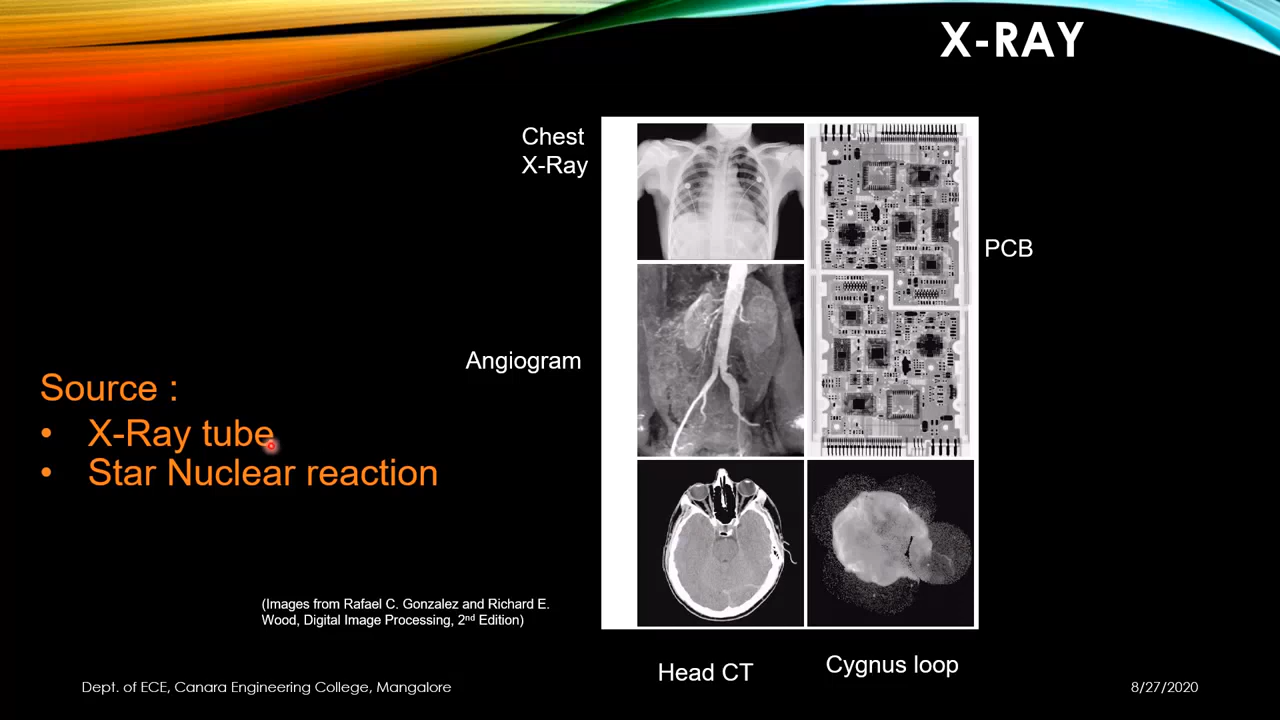 X-RAY
Chest
X-Ray
PCB
Angiogram
Source :
• X-Ray tube
• Star Nuclear reaction
(Images from Rafael C. Gonzalez and Richard E.
Wood, Digital Image Processing, 2nd Edition)
Head CT
Cygnus loop
Dept. of ECE, Canara Engineering College, Mangalore
8/27/2020